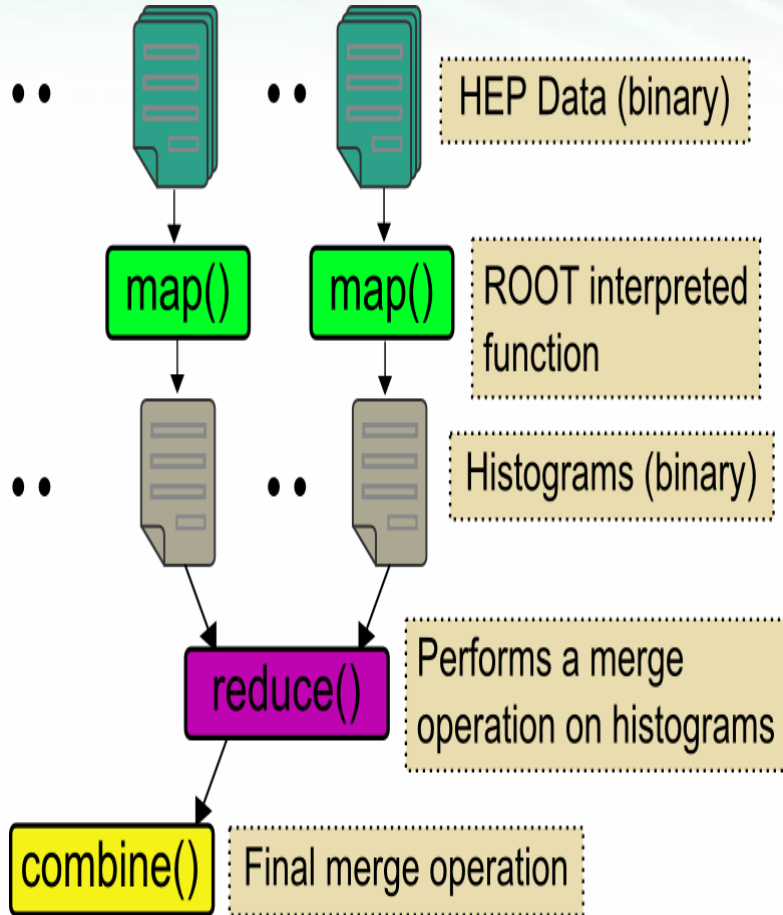 HEP Data (binary)
map()
map()
ROOT interpreted
function
Histograms (binary)
reduce()
Performs a merge
operation on histograms
combine()
Final merge operation